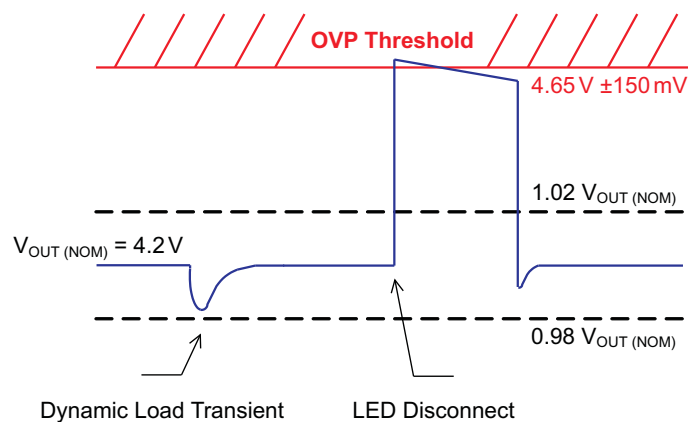 OVP Threshold
4.65 V ±150 mV
1.02 VOUT (NOM)
VOUT (NOM) = 4.2 V
0.98 VOUT (NOM)
Dynamic Load Transient
LED Disconnect